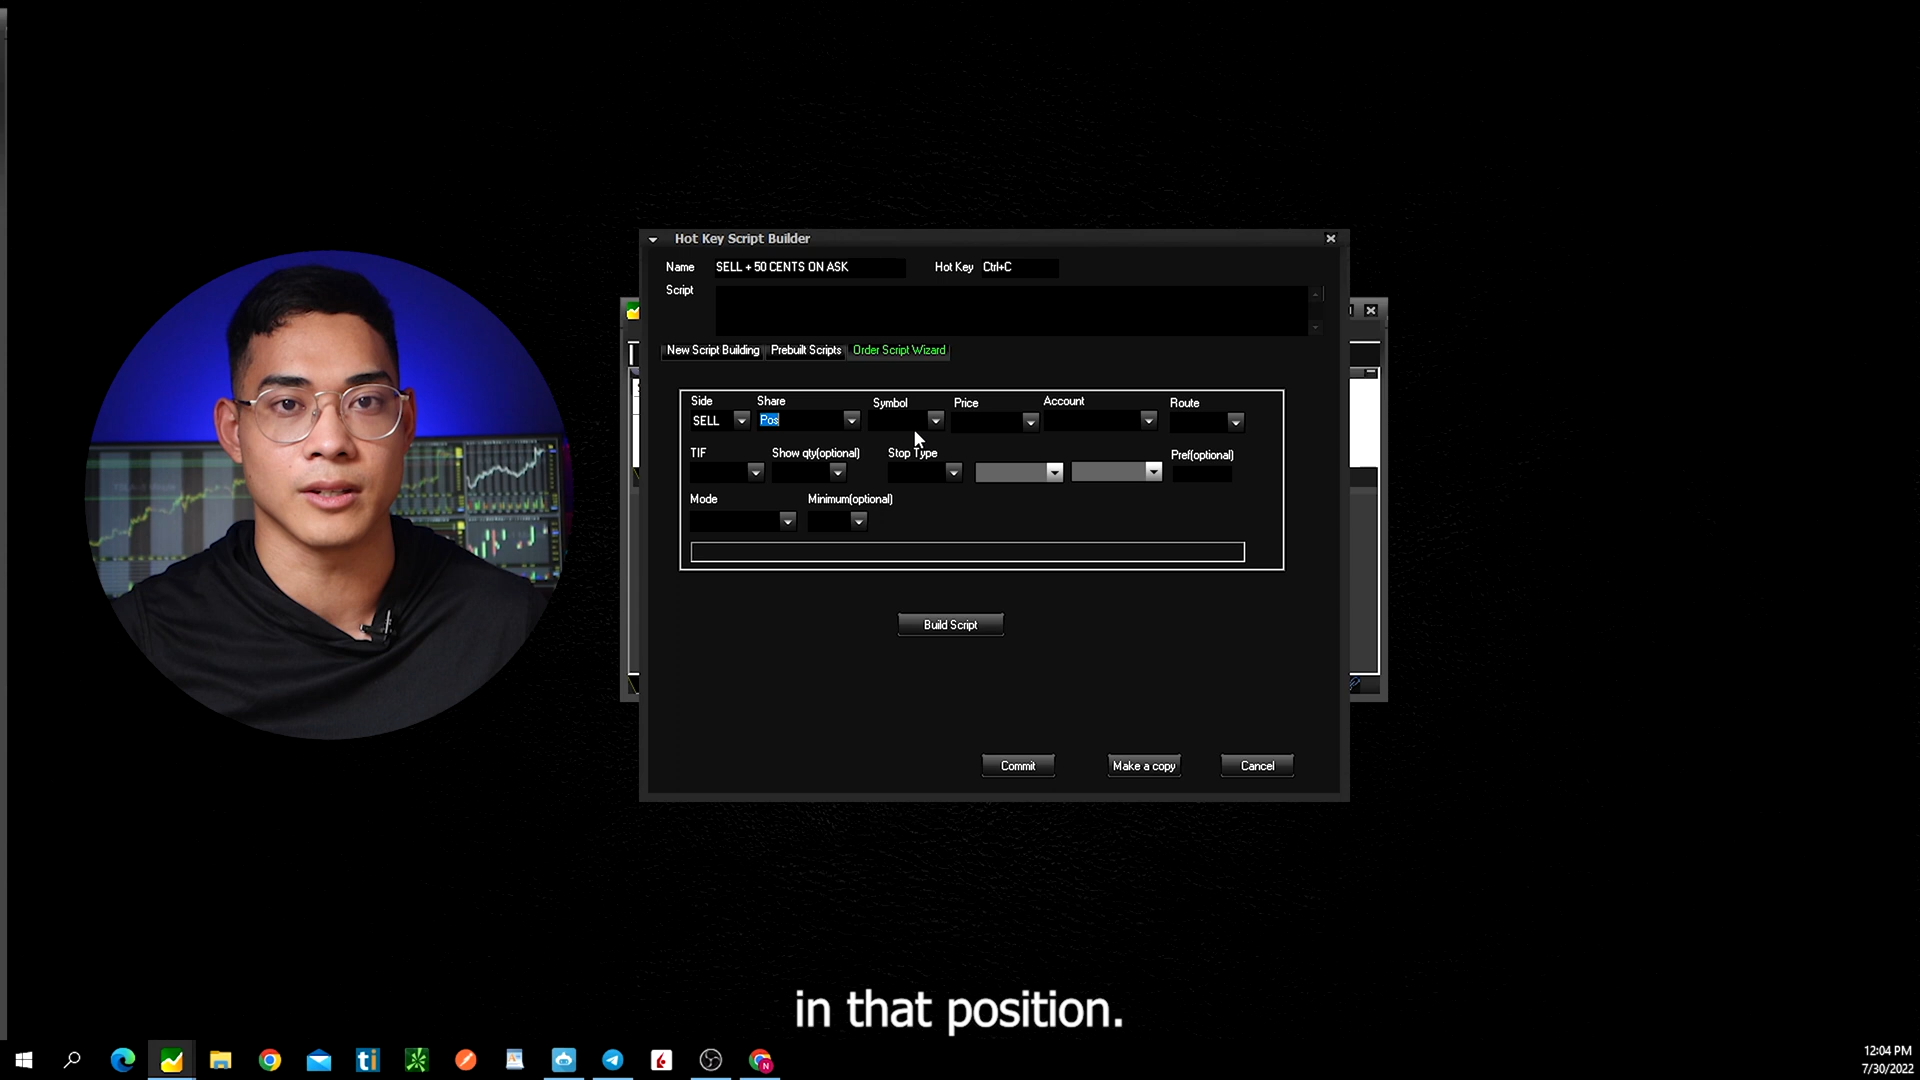 Hot Key Script Builder
Name SELL + 50 CENTS ON ASK Hot Key Ctrl+C
Script
New Script Building Prebuilt Scripts Order Script Wizard
Side Share Symbol Price Account Route
SELL Pos
TIF Show qty(optional) Stop Type Pref(optional)
Mode Minimum(optional)
Build Script
Commit Make a copy Cancel
in that position.
ti
N
12:04 PM
7/30/2022